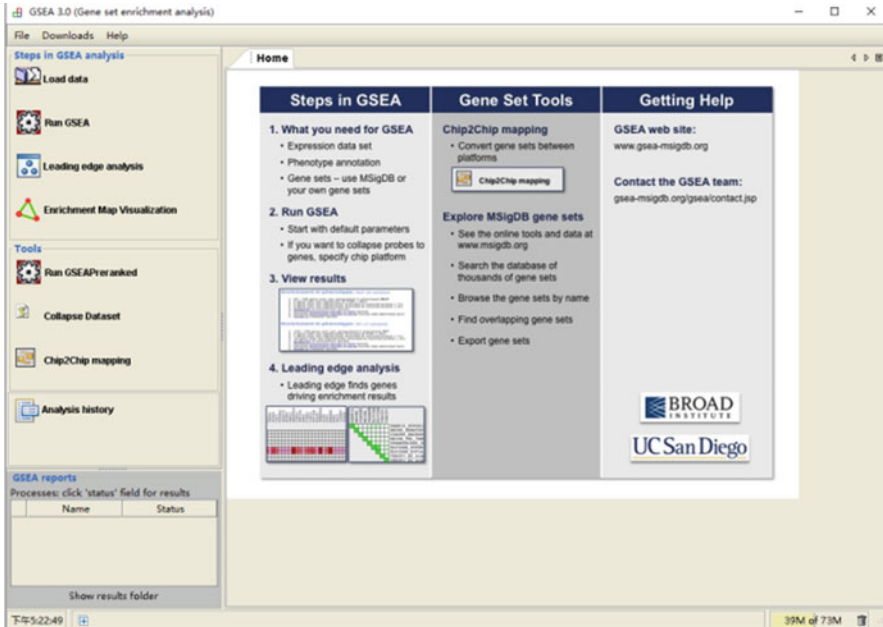 GSEA 3.0 (Gene set enrichment analysis)
File Downloads Help
Steps in GSEA analysis
Load data
Run GSEA
Leading edge analysis
Enrichment Map Visualization
Tools
Run GSEAPreranked
Collapse Dataset
Chip2Chip mapping
Analysis history
GSEA reports
Processes: click 'status' field for results
Name Status
Show results folder
Home
Steps in GSEA
1. What you need for GSEA
• Expression data set
• Phenotype annotation
• Gene sets – use MSigDB or
your own gene sets
2. Run GSEA
• Start with default parameters
• If you want to collapse probes to
genes, specify chip platform
3. View results
4. Leading edge analysis
• Leading edge finds genes
driving enrichment results
Gene Set Tools
Chip2Chip mapping
• Convert gene sets between
platforms
Chip2Chip mapping
Explore MSigDB gene sets
• See the online tools and data at
www.msigdb.org
• Search the database of
thousands of gene sets
• Browse the gene sets by name
• Find overlapping gene sets
• Export gene sets
Getting Help
GSEA web site:
www.gsea-msigdb.org
Contact the GSEA team:
gsea-msigdb.org/gsea/contact.jsp
BROAD
INSTITUTE
UC San Diego
下午5:22:49
39M of 73M